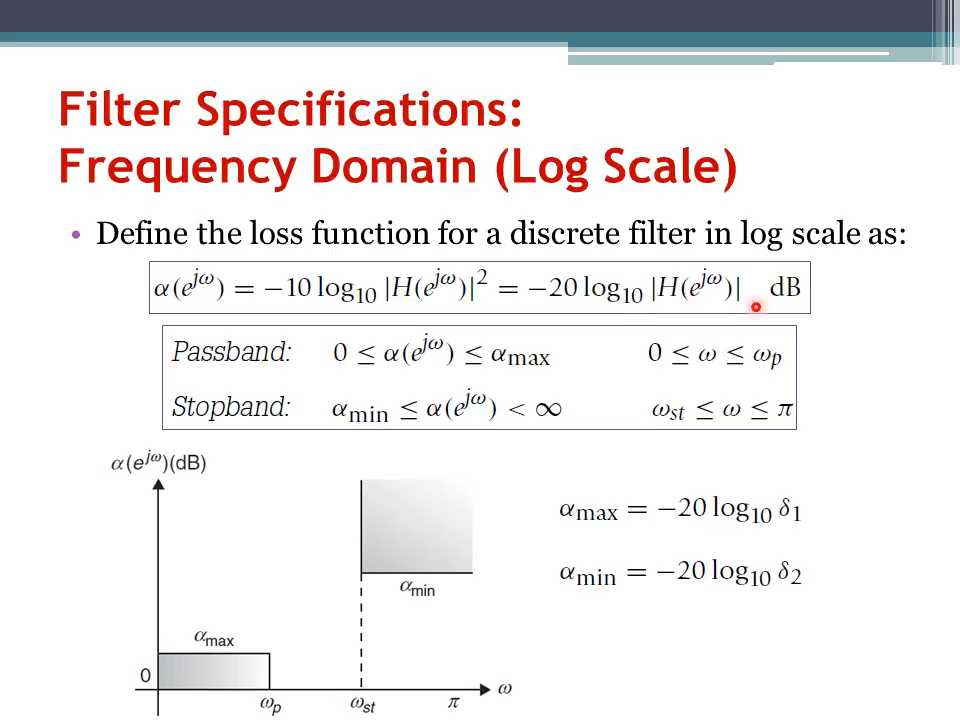 Filter Specifications:
Frequency Domain (Log Scale)
• Define the loss function for a discrete filter in log scale as:
α(e^{jω}) = −10 log₁₀ |H(e^{jω})|² = −20 log₁₀ |H(e^{jω})| dB
Passband: 0 ≤ α(e^{jω}) ≤ α_max 0 ≤ ω ≤ ω_p
Stopband: α_min ≤ α(e^{jω}) < ∞ ω_st ≤ ω ≤ π
α(e^{jω})(dB)
α_max = −20 log₁₀ δ₁
α_min = −20 log₁₀ δ₂
α_min
α_max
0
ω_p ω_st π ω